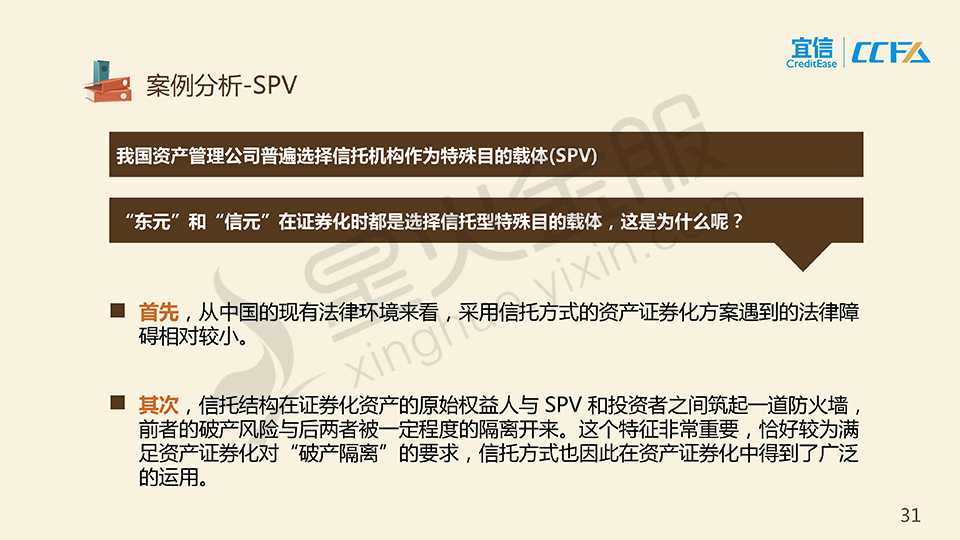 宜信
CreditEase
CCFA
案例分析-SPV
我国资产管理公司普遍选择信托机构作为特殊目的载体(SPV)
“东元”和“信元”在证券化时都是选择信托型特殊目的载体，这是为什么呢？
首先，从中国的现有法律环境来看，采用信托方式的资产证券化方案遇到的法律障
碍相对较小。
其次，信托结构在证券化资产的原始权益人与 SPV 和投资者之间筑起一道防火墙，
前者的破产风险与后两者被一定程度的隔离开来。这个特征非常重要，恰好较为满
足资产证券化对“破产隔离”的要求，信托方式也因此在资产证券化中得到了广泛
的运用。
星火金服
xinghuo.yixin.com
31